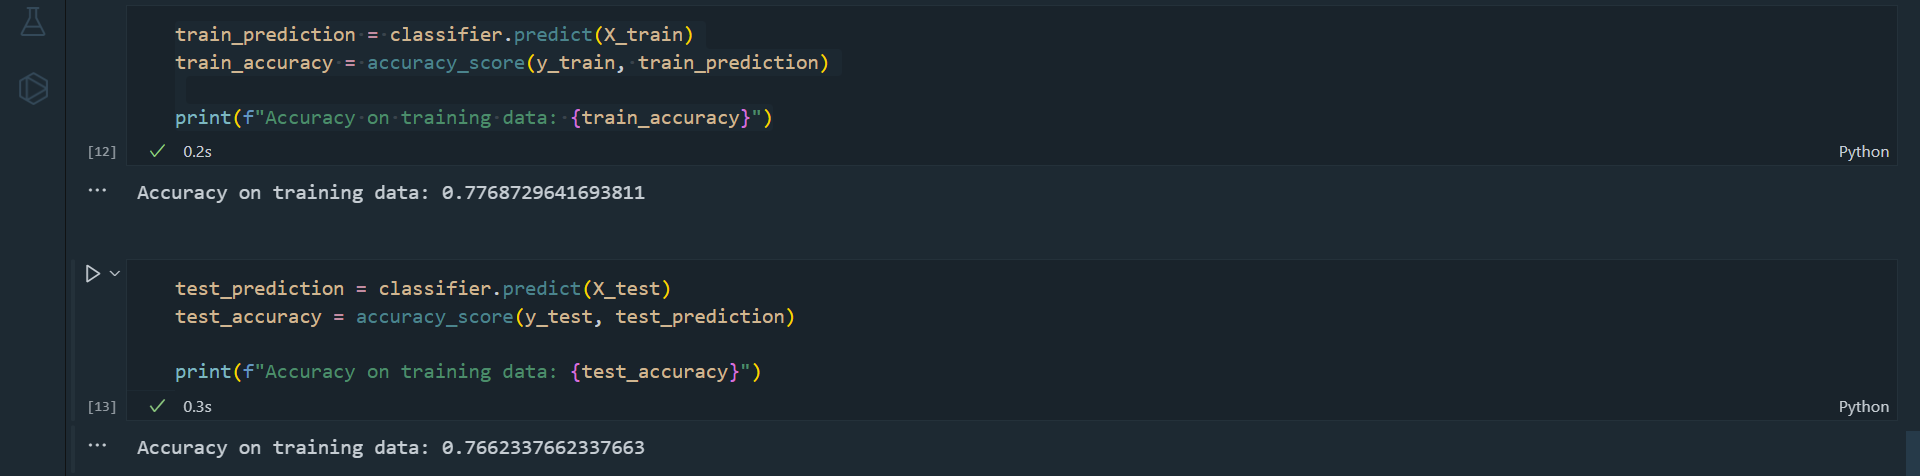 train_prediction = classifier.predict(X_train)
train_accuracy = accuracy_score(y_train, train_prediction)
print(f"Accuracy on training data: {train_accuracy}")
[12] 0.2s Python
... Accuracy on training data: 0.7768729641693811
test_prediction = classifier.predict(X_test)
test_accuracy = accuracy_score(y_test, test_prediction)
print(f"Accuracy on training data: {test_accuracy}")
[13] 0.3s Python
... Accuracy on training data: 0.7662337662337663